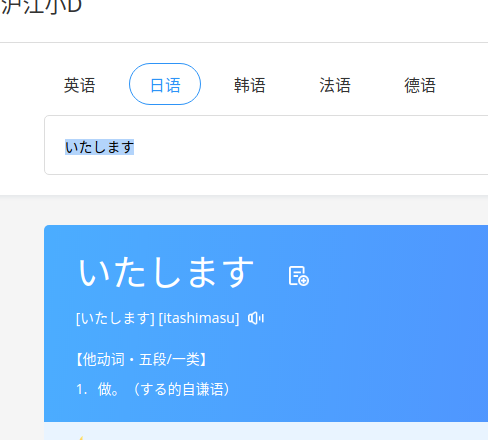 沪江小D
英语 日语 韩语 法语 德语
いたします
いたします
[いたします] [itashimasu]
【他动词・五段/一类】
1. 做。（する的自谦语）